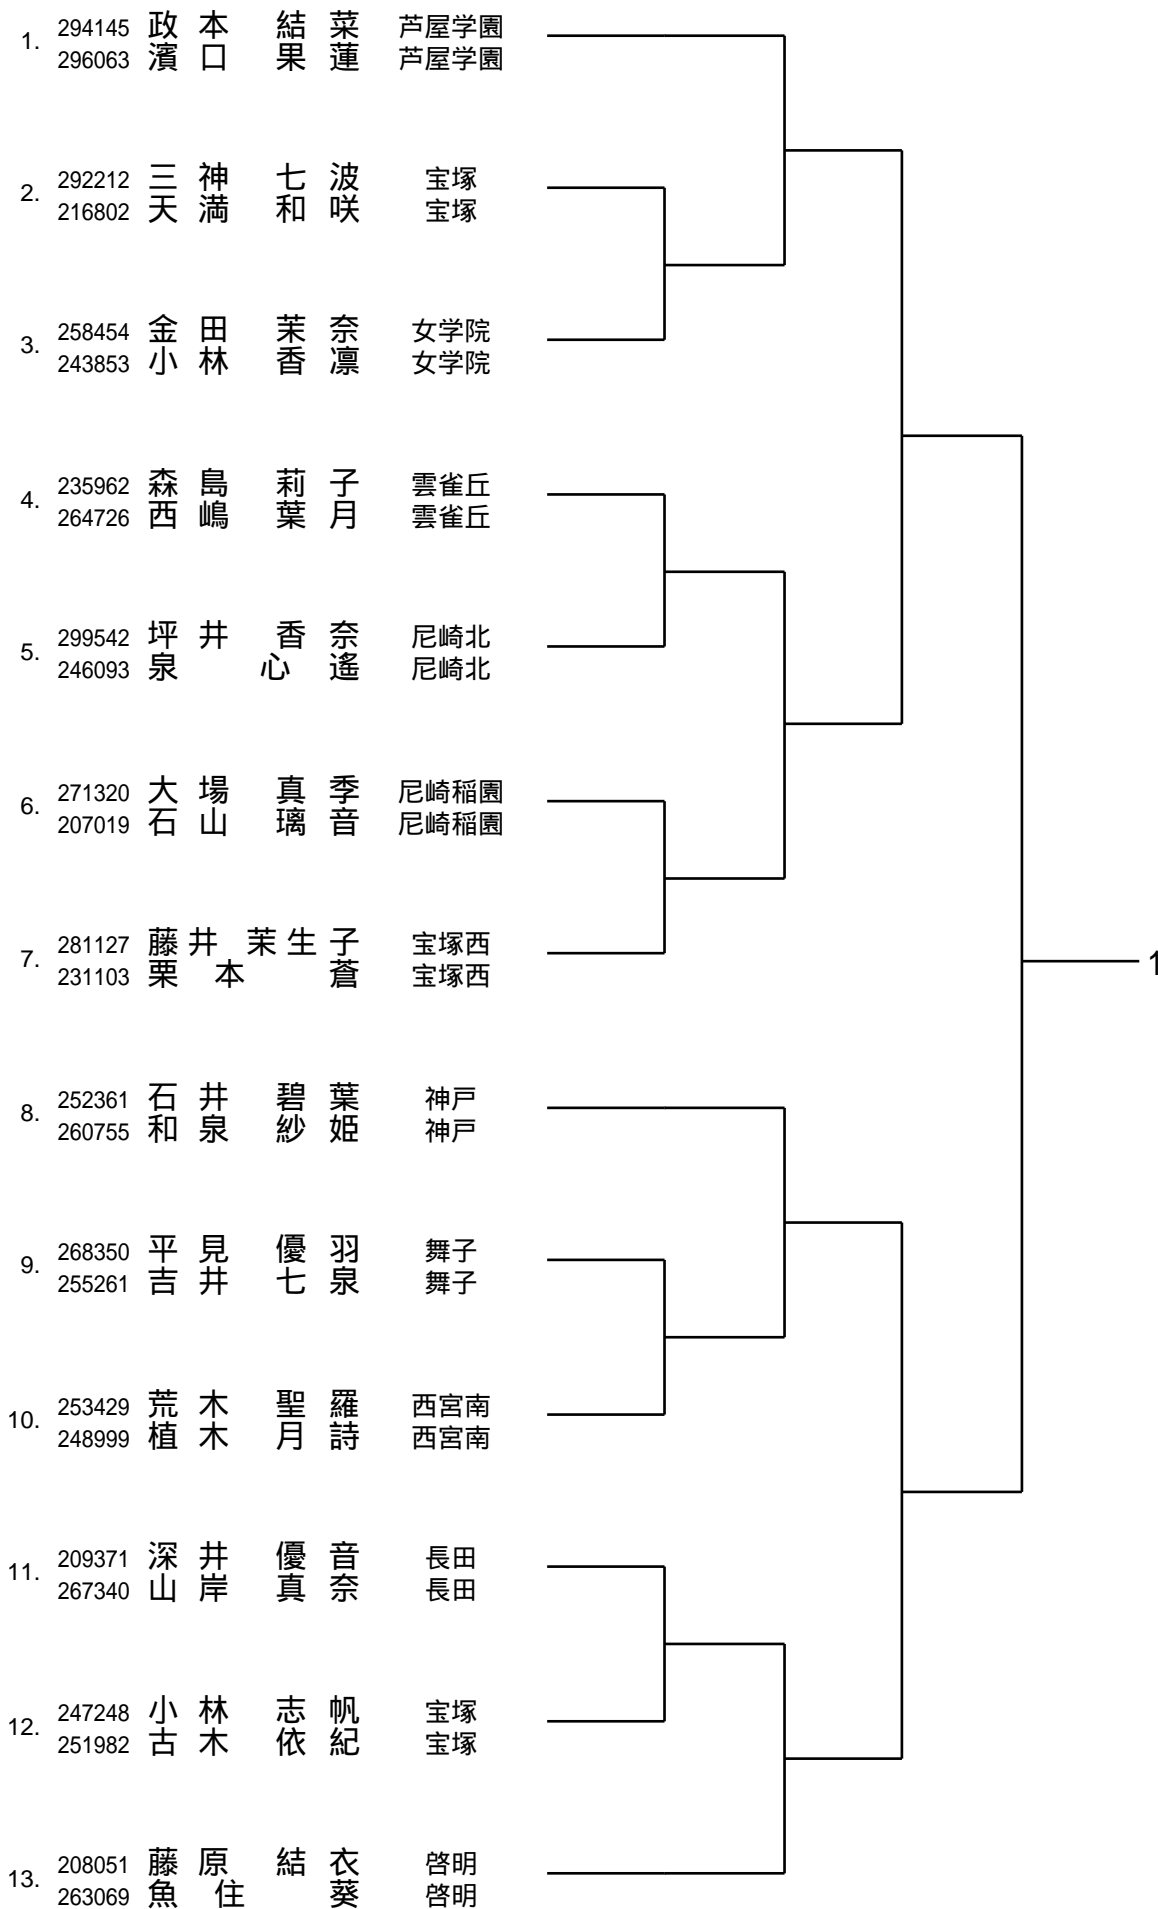 1. 294145 政本 結菜 芦屋学園
296063 濱口 果蓮 芦屋学園
2. 292212 三神 七波 宝塚
216802 天満 和咲 宝塚
3. 258454 金田 茉奈 女学院
243853 小林 香凛 女学院
4. 235962 森島 莉子 雲雀丘
264726 西嶋 葉月 雲雀丘
5. 299542 坪井 香奈 尼崎北
246093 泉 心遙 尼崎北
6. 271320 大場 真季 尼崎稲園
207019 石山 璃音 尼崎稲園
7. 281127 藤井 茉生子 宝塚西
231103 栗本 蒼 宝塚西
1
8. 252361 石井 碧葉 神戸
260755 和泉 紗姫 神戸
9. 268350 平見 優羽 舞子
255261 吉井 七泉 舞子
10. 253429 荒木 聖羅 西宮南
248999 植木 月詩 西宮南
11. 209371 深井 優音 長田
267340 山岸 真奈 長田
12. 247248 小林 志帆 宝塚
251982 古木 依紀 宝塚
13. 208051 藤原 結衣 啓明
263069 魚住 葵 啓明